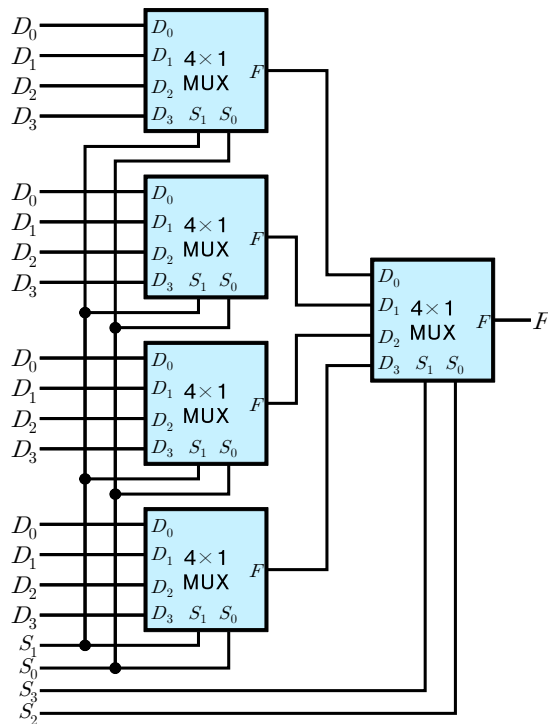 D₀ D₀
D₁ D₁ 4×1 F
D₂ D₂ MUX
D₃ D₃ S₁ S₀
D₀ D₀
D₁ D₁ 4×1 F
D₂ D₂ MUX
D₃ D₃ S₁ S₀
D₀ D₀
D₁ D₁ 4×1 F
D₂ D₂ MUX
D₃ D₃ S₁ S₀
D₀ D₀
D₁ D₁ 4×1 F
D₂ D₂ MUX
D₃ D₃ S₁ S₀
S₁
S₀
S₃
S₂
D₀
D₁ 4×1 F F
D₂ MUX
D₃ S₁ S₀